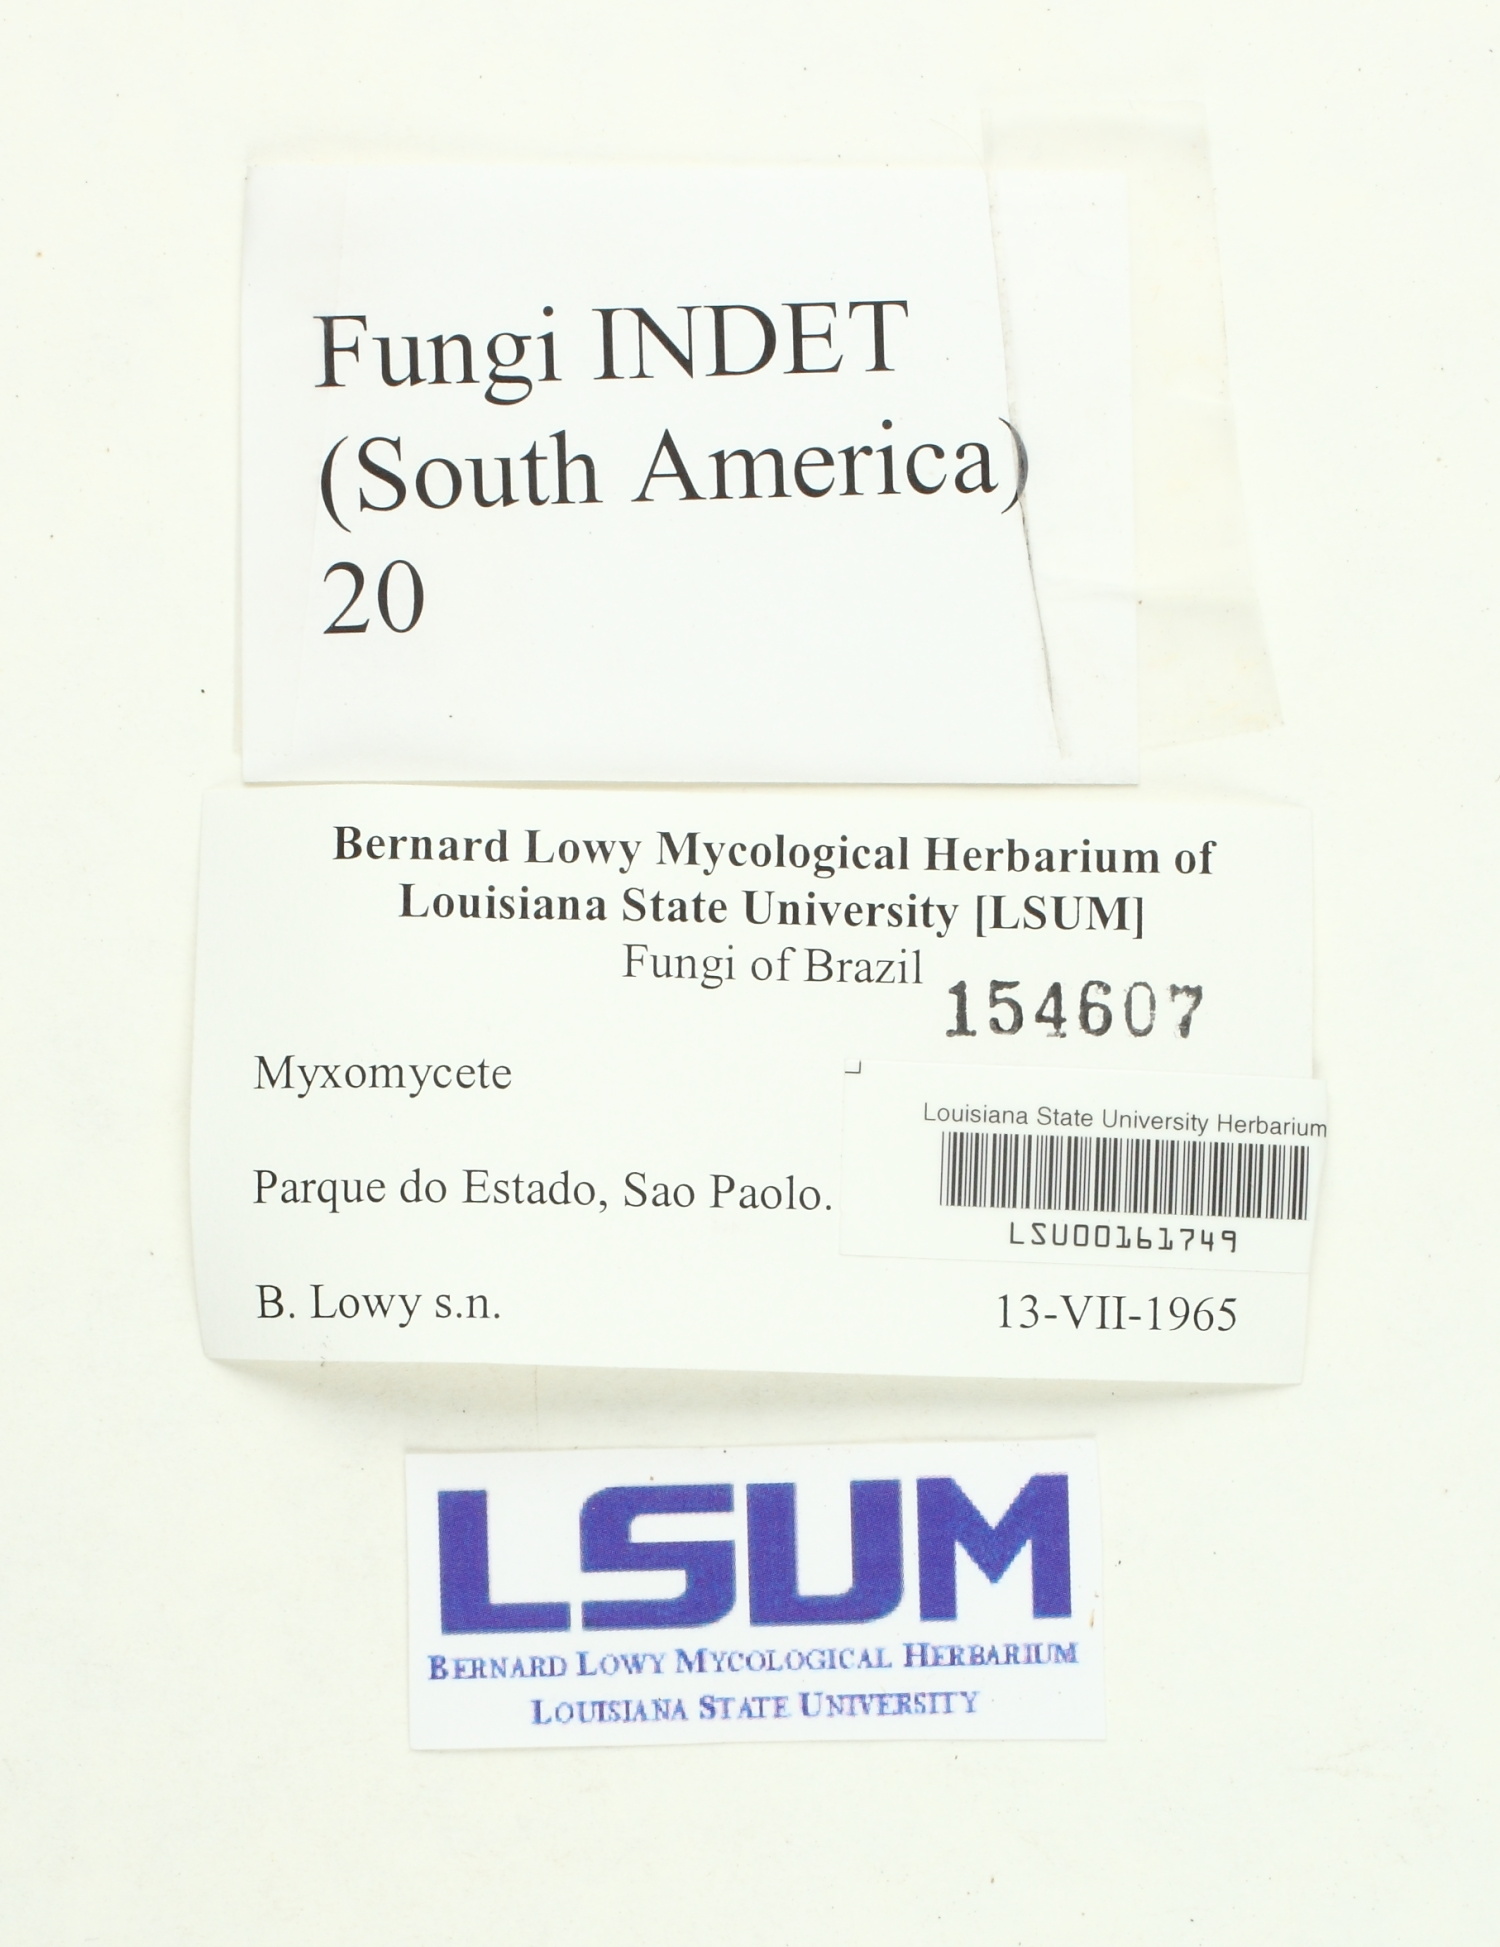 Fungi INDET
(South America)
20
Bernard Lowy Mycological Herbarium of
Louisiana State University [LSUM]
Fungi of Brazil
154607
Myxomycete
Louisiana State University Herbarium
Parque do Estado, Sao Paolo.
LSU00161749
B. Lowy s.n.
13-VII-1965
LSUM
BERNARD LOWY MYCOLOGICAL HERBARIUM
LOUISIANA STATE UNIVERSITY